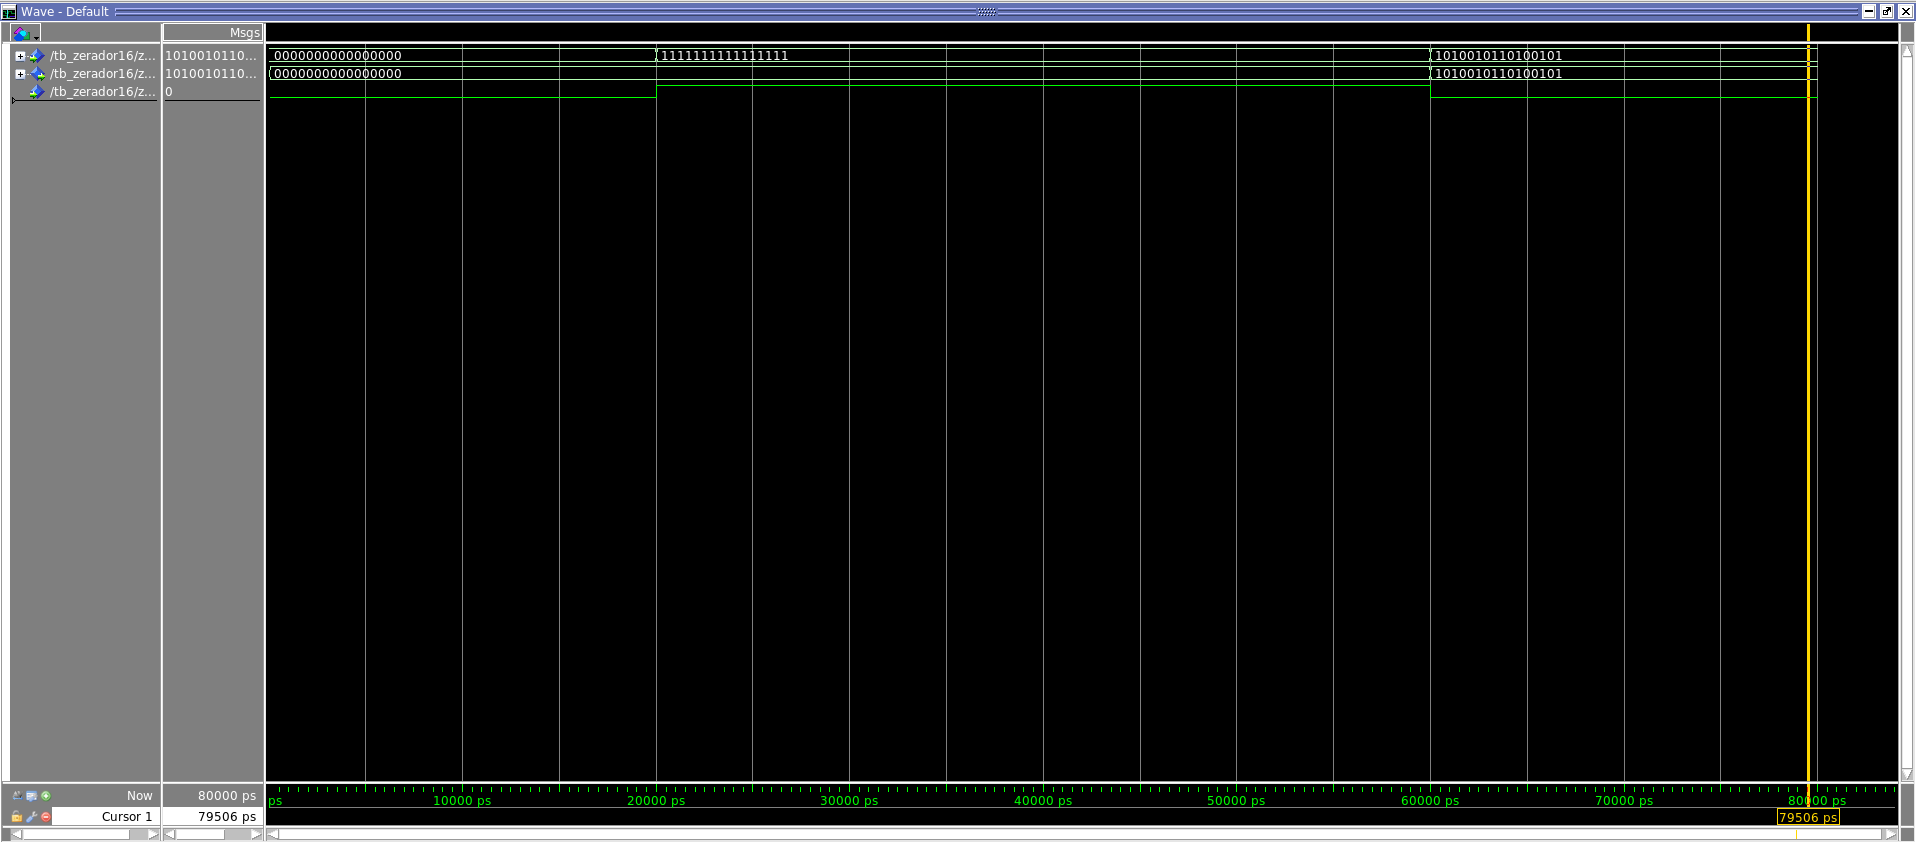 Wave - Default
Msgs
/tb_zerador16/z... 1010010110... 0000000000000000 1111111111111111 1010010110100101
/tb_zerador16/z... 1010010110... 0000000000000000 1010010110100101
/tb_zerador16/z... 0
Now 80000 ps ps 10000 ps 20000 ps 30000 ps 40000 ps 50000 ps 60000 ps 70000 ps 80000 ps
Cursor 1 79506 ps 79506 ps